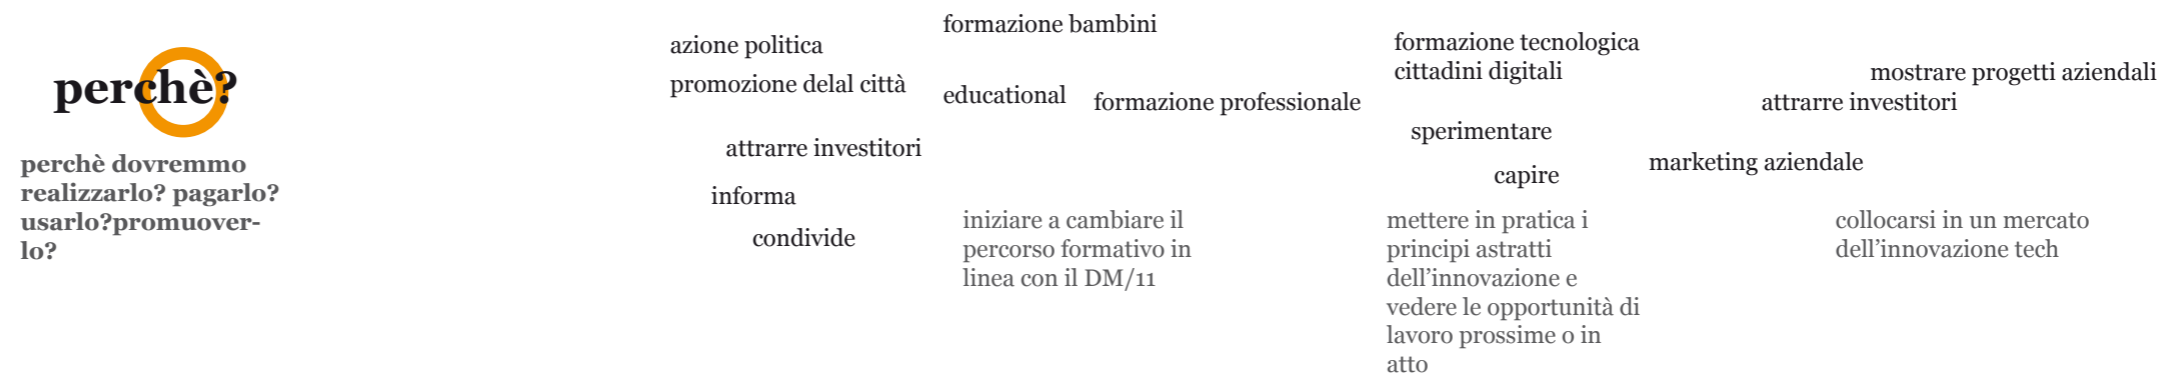 perchè?
perchè dovremmo
realizzarlo? pagarlo?
usarlo?promuover-
lo?
azione politica
promozione delal città
attrarre investitori
informa
condivide
formazione bambini
educational
formazione professionale
iniziare a cambiare il
percorso formativo in
linea con il DM/11
formazione tecnologica
cittadini digitali
sperimentare
capire
mettere in pratica i
principi astratti
dell’innovazione e
vedere le opportunità di
lavoro prossime o in
atto
mostrare progetti aziendali
attrarre investitori
marketing aziendale
collocarsi in un mercato
dell’innovazione tech